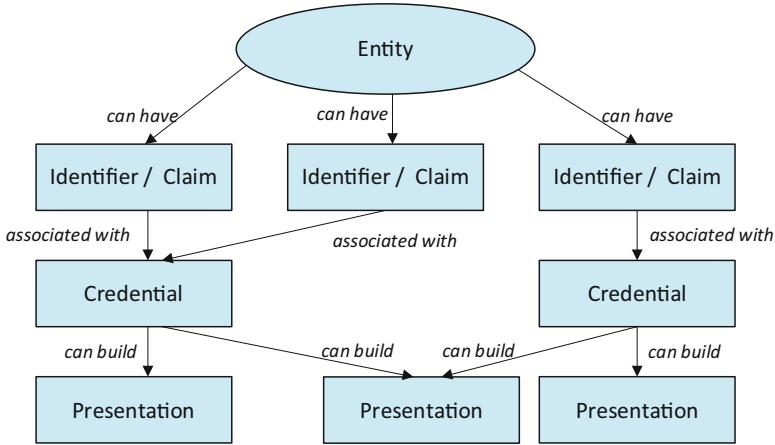 Entity
can have
can have
can have
Identifier / Claim
Identifier / Claim
Identifier / Claim
associated with
associated with
associated with
Credential
Credential
can build
can build
can build
can build
Presentation
Presentation
Presentation